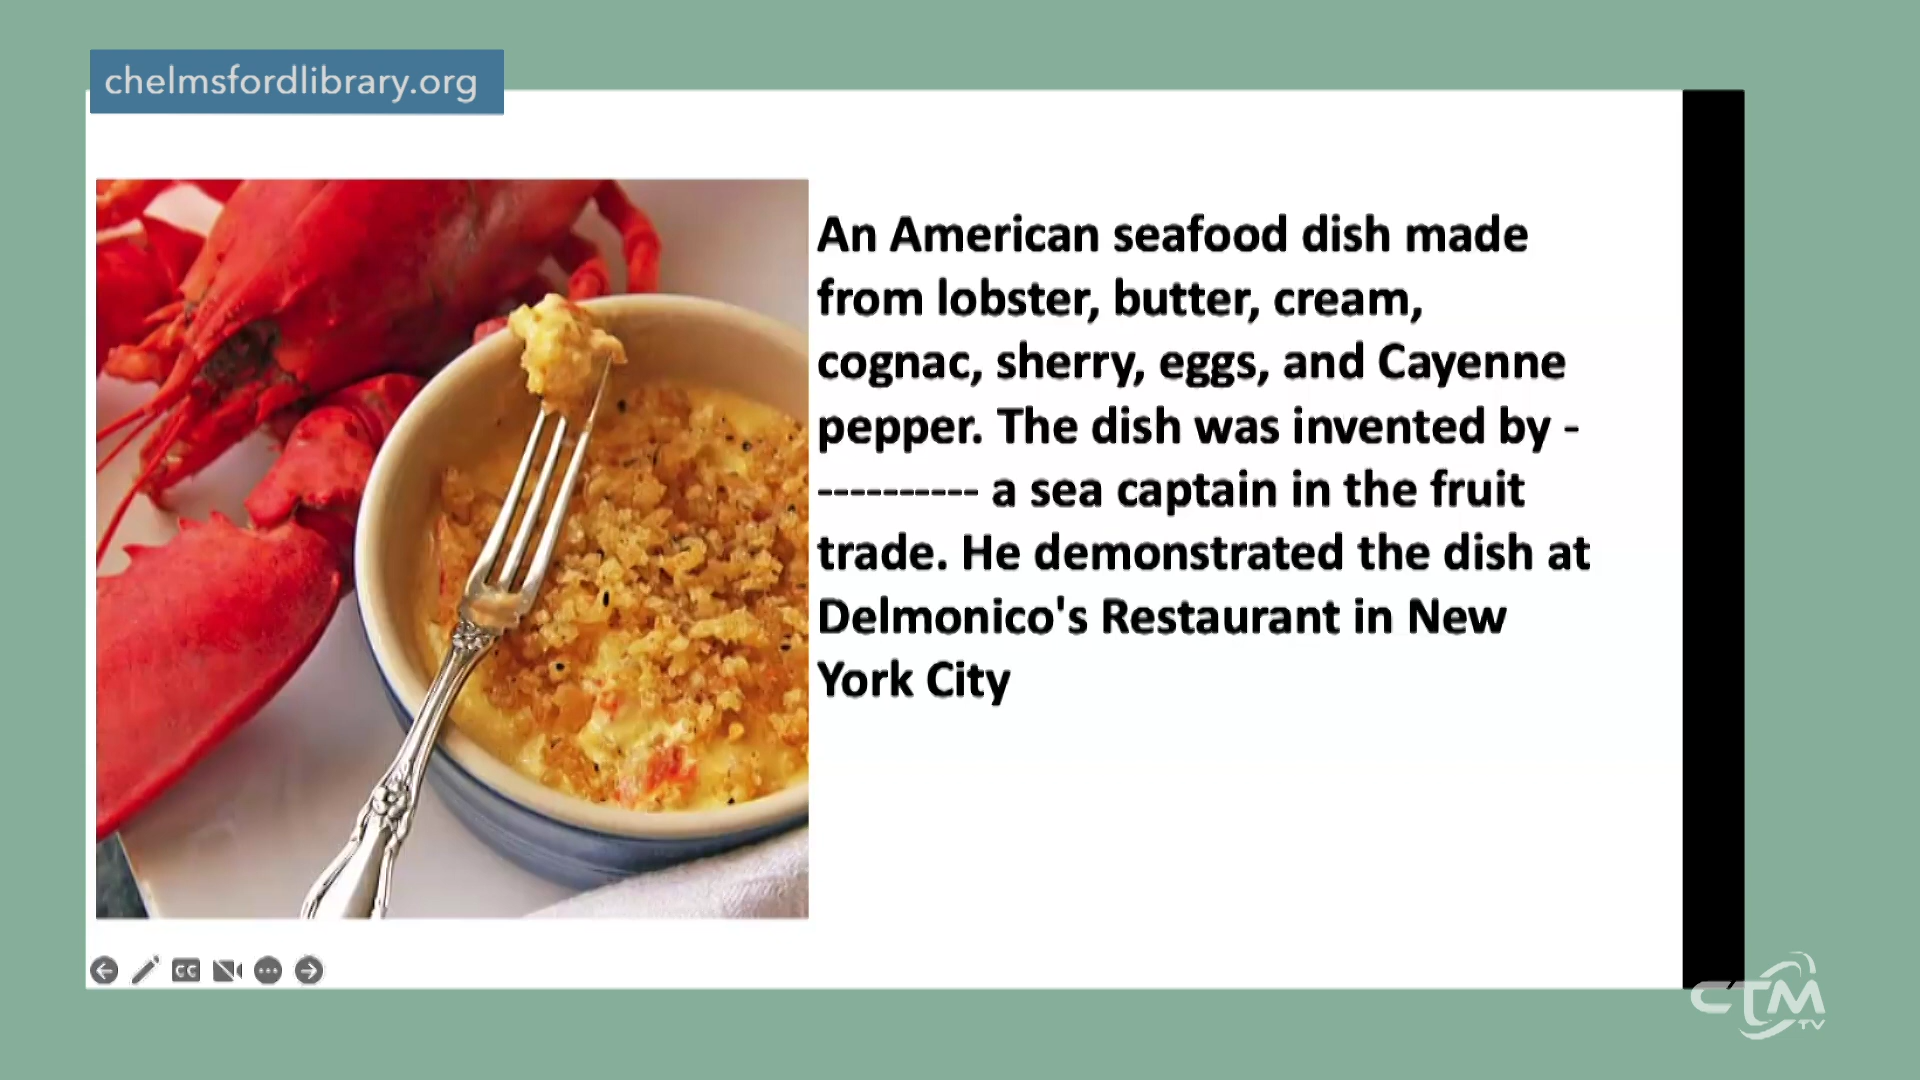 chelmsfordlibrary.org
An American seafood dish made
from lobster, butter, cream,
cognac, sherry, eggs, and Cayenne
pepper. The dish was invented by -
---------- a sea captain in the fruit
trade. He demonstrated the dish at
Delmonico's Restaurant in New
York City
CC
CTM
TV